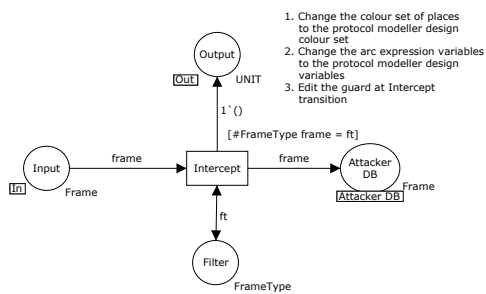 1. Change the colour set of places
to the protocol modeller design
colour set
2. Change the arc expression variables
to the protocol modeller design
variables
3. Edit the guard at Intercept
transition
Output
Out
UNIT
1`()
[#FrameType frame = ft]
Input
In
Frame
frame
Intercept
frame
Attacker
DB
Frame
Attacker DB
ft
Filter
FrameType